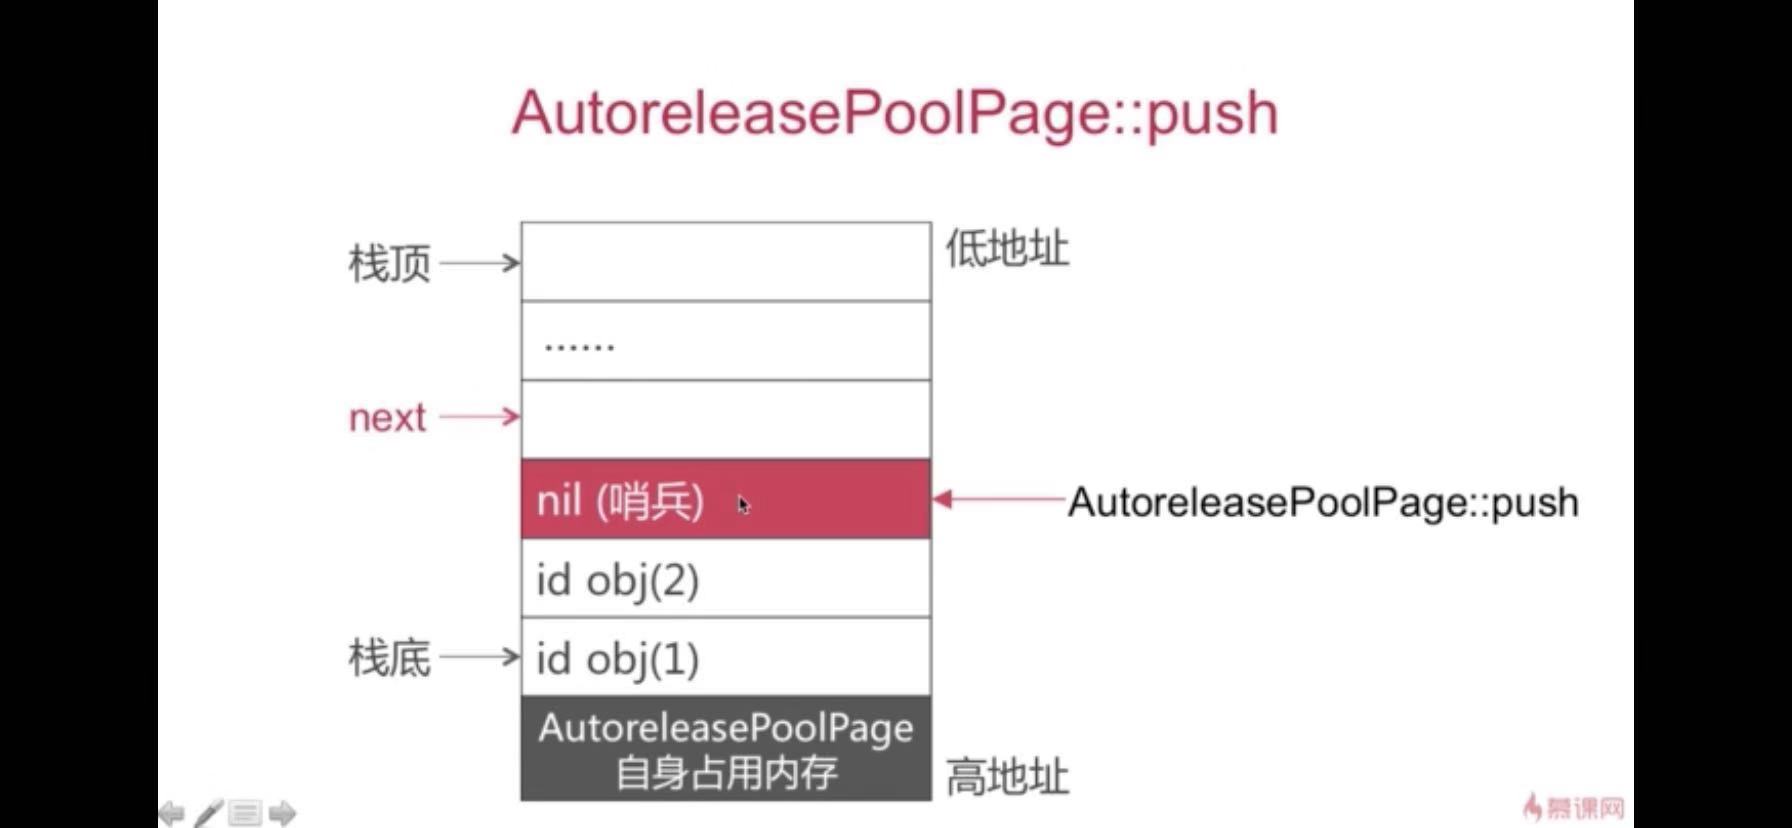 AutoreleasePoolPage::push
栈顶
低地址
......
next
nil (哨兵)
AutoreleasePoolPage::push
id obj(2)
栈底
id obj(1)
AutoreleasePoolPage
自身占用内存
高地址
慕课网